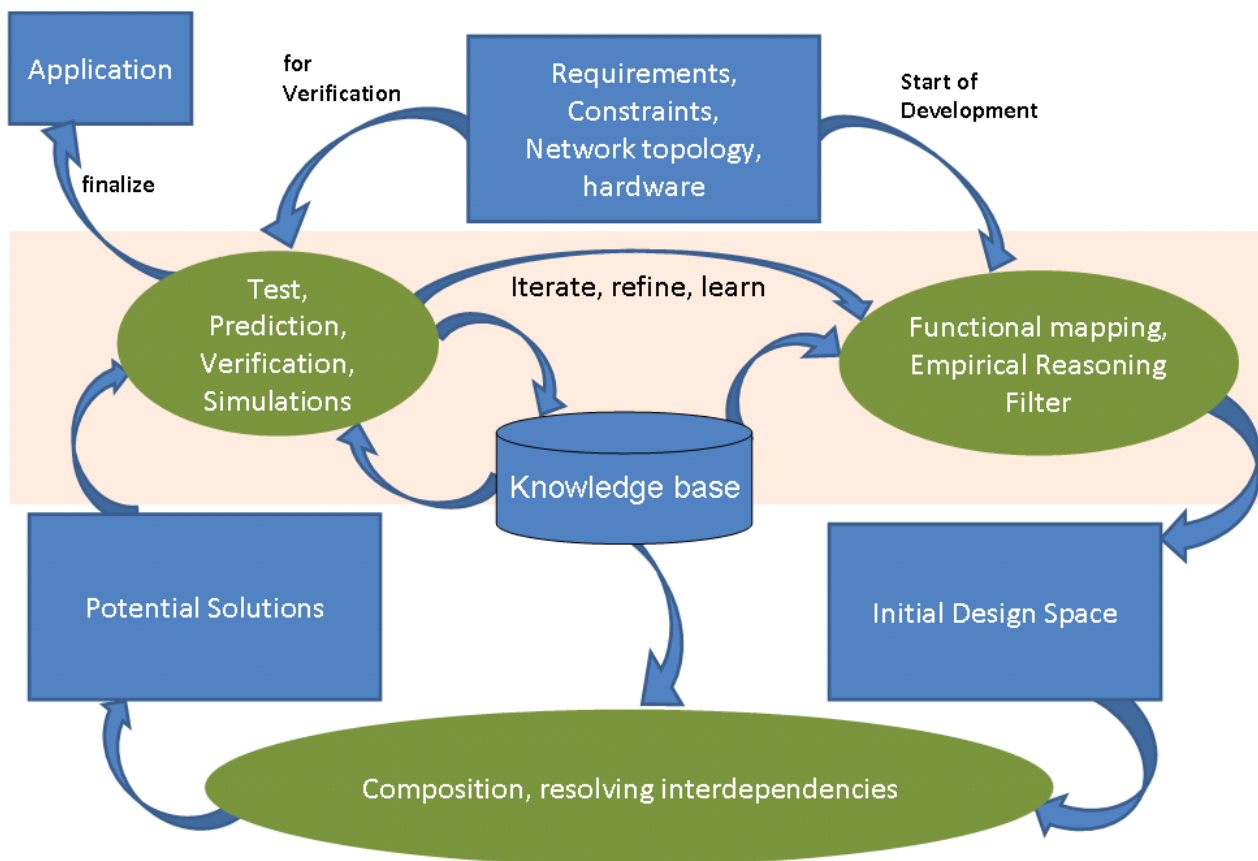 Application
for
Verification
Requirements,
Constraints,
Network topology,
hardware
Start of
Development
finalize
Iterate, refine, learn
Test,
Prediction,
Verification,
Simulations
Functional mapping,
Empirical Reasoning
Filter
Knowledge base
Potential Solutions
Initial Design Space
Composition, resolving interdependencies